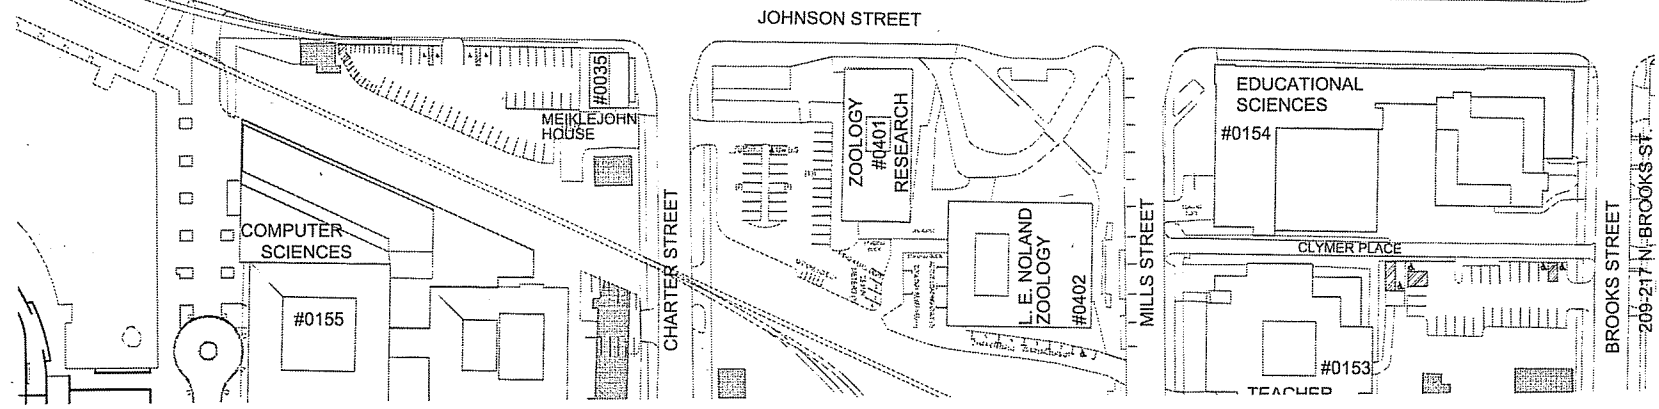 JOHNSON STREET
#0035
MEIKLEJOHN
HOUSE
COMPUTER
SCIENCES
#0155
CHARTER STREET
ZOOLOGY
#0401
RESEARCH
L. E. NOLAND
ZOOLOGY
#0402
MILLS STREET
EDUCATIONAL
SCIENCES
#0154
CLYMER PLACE
#0153
TEACHER
BROOKS STREET
209-217 N. BROOKS ST.